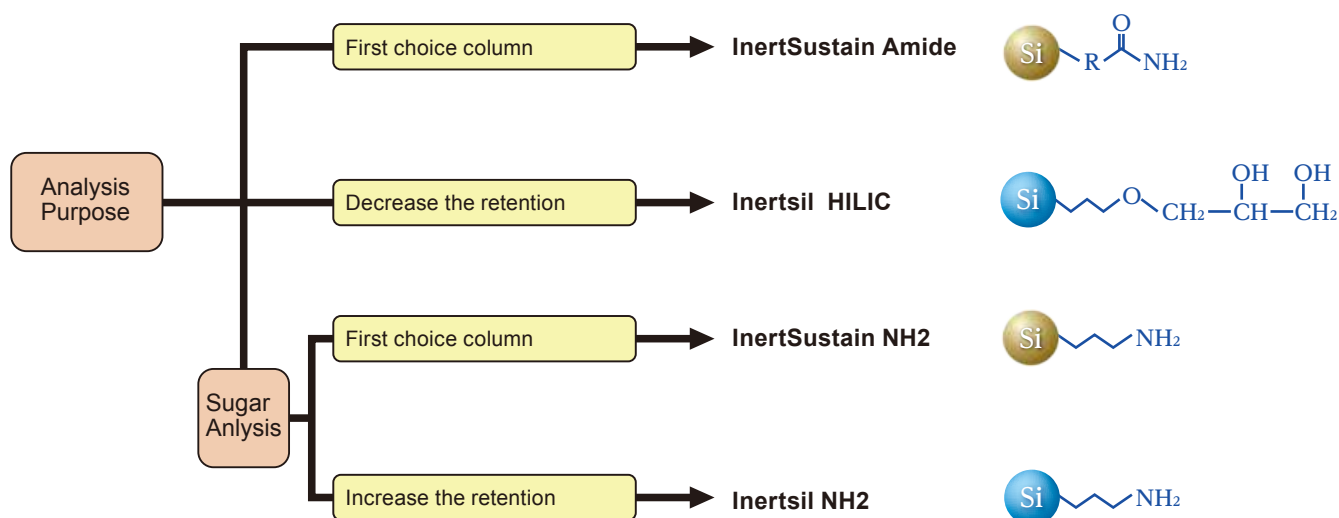 First choice column
InertSustain Amide
Si
R
O
NH2
Analysis
Purpose
Decrease the retention
Inertsil HILIC
Si
O
CH2
OH
CH
OH
CH2
First choice column
InertSustain NH2
Si
NH2
Sugar
Anlysis
Increase the retention
Inertsil NH2
Si
NH2